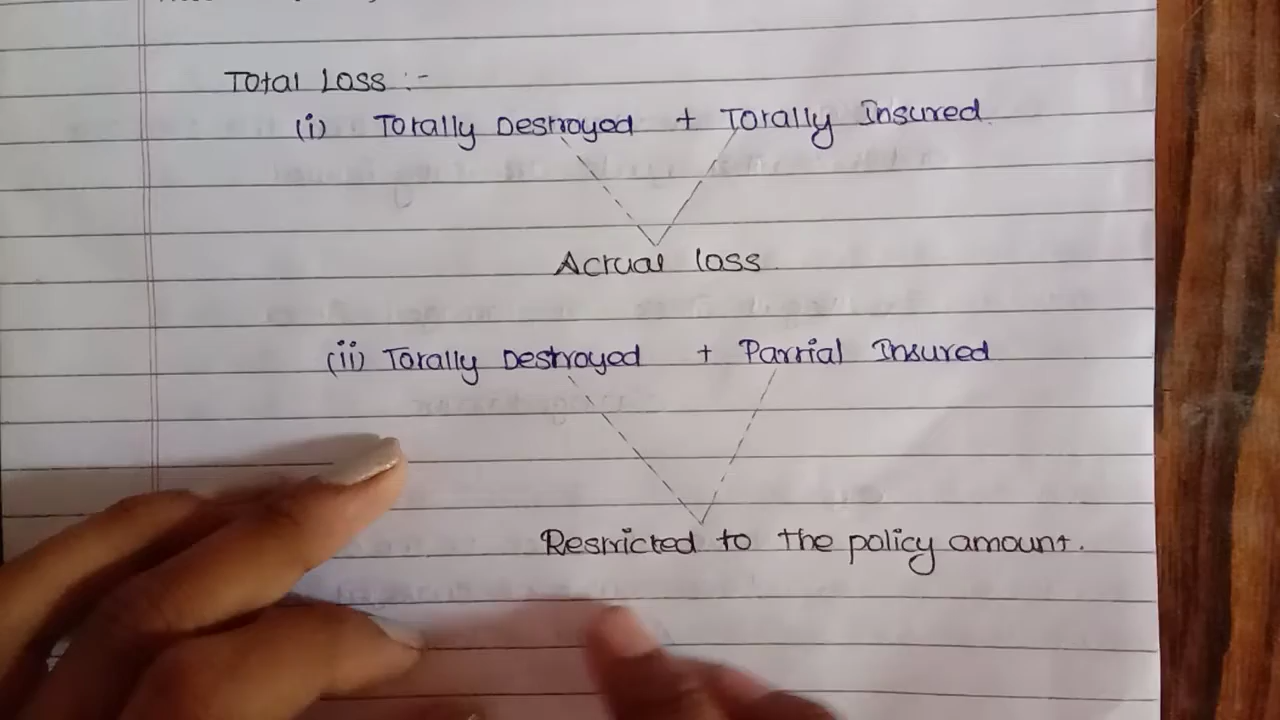 Total Loss :-
(i) Totally Destroyed + Totally Insured
Actual loss
(ii) Totally Destroyed + Partial Insured
Restricted to the policy amount.